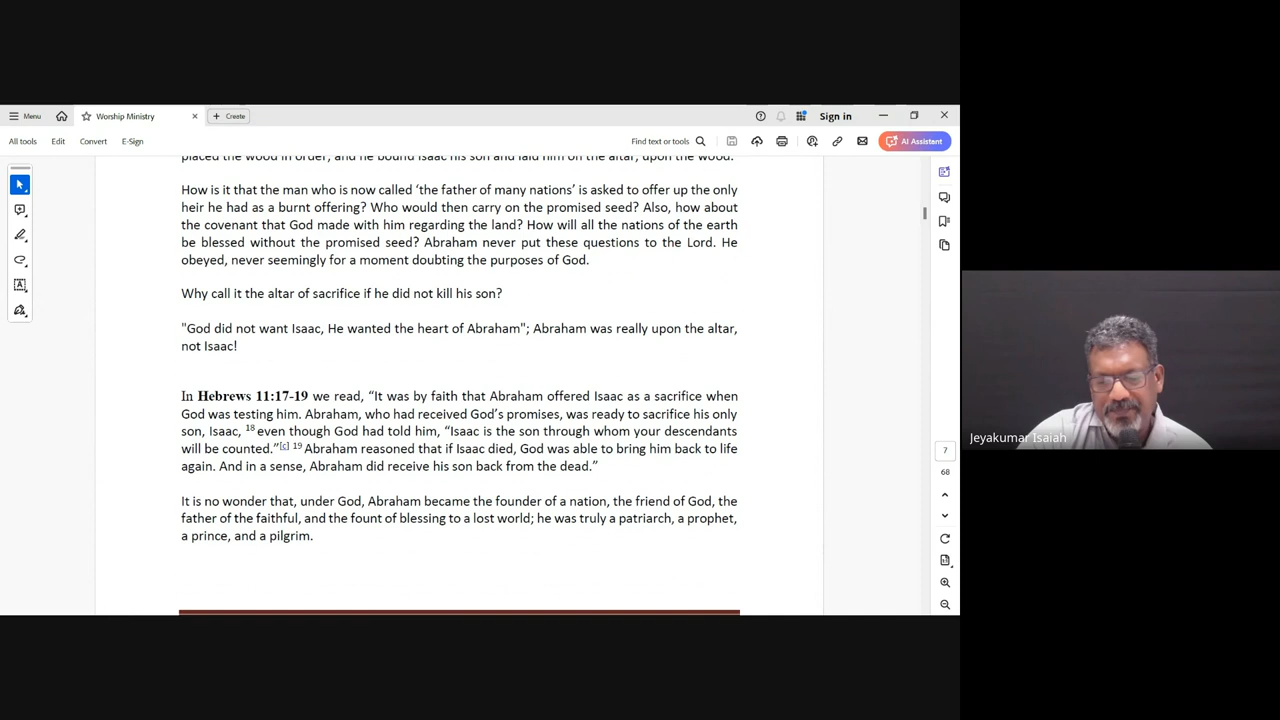 Menu
Worship Ministry
Create
Sign in
All tools
Edit
Convert
E-Sign
Find text or tools
AI Assistant
placed the wood in order; and he bound Isaac his son and laid him on the altar, upon the wood.
How is it that the man who is now called ‘the father of many nations’ is asked to offer up the only
heir he had as a burnt offering? Who would then carry on the promised seed? Also, how about
the covenant that God made with him regarding the land? How will all the nations of the earth
be blessed without the promised seed? Abraham never put these questions to the Lord. He
obeyed, never seemingly for a moment doubting the purposes of God.
Why call it the altar of sacrifice if he did not kill his son?
"God did not want Isaac, He wanted the heart of Abraham"; Abraham was really upon the altar,
not Isaac!
In Hebrews 11:17-19 we read, “It was by faith that Abraham offered Isaac as a sacrifice when
God was testing him. Abraham, who had received God’s promises, was ready to sacrifice his only
son, Isaac, 18 even though God had told him, “Isaac is the son through whom your descendants
will be counted.”[c] 19 Abraham reasoned that if Isaac died, God was able to bring him back to life
again. And in a sense, Abraham did receive his son back from the dead.”
It is no wonder that, under God, Abraham became the founder of a nation, the friend of God, the
father of the faithful, and the fount of blessing to a lost world; he was truly a patriarch, a prophet,
a prince, and a pilgrim.
7
68
Jeyakumar Isaiah